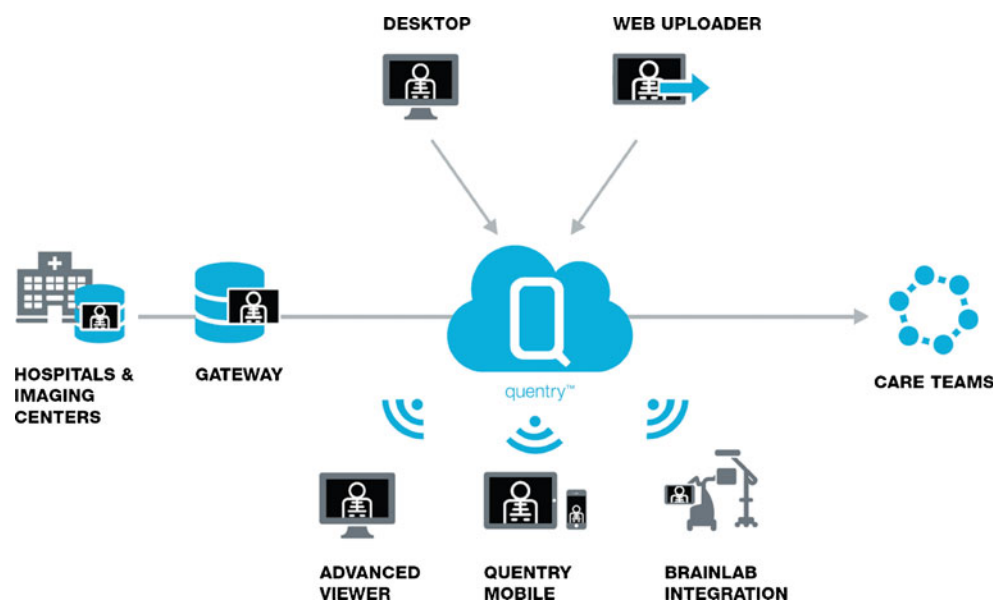 DESKTOP
WEB UPLOADER
Q
quentry™
HOSPITALS &
IMAGING
CENTERS
GATEWAY
CARE TEAMS
ADVANCED
VIEWER
QUENTRY
MOBILE
BRAINLAB
INTEGRATION